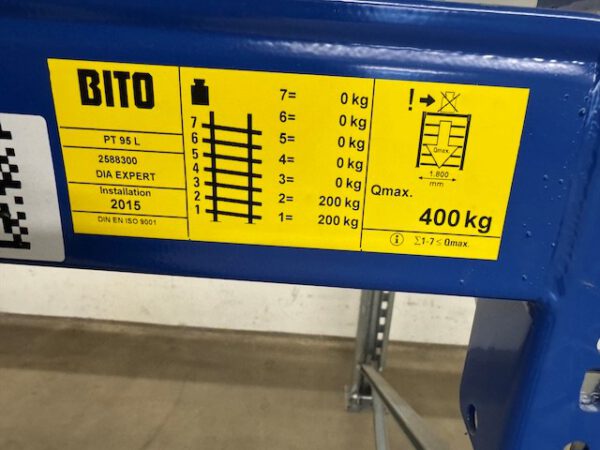 BITO
PT 95 L
2588300
DIA EXPERT
Installation
2015
DIN EN ISO 9001
7
6
5
4
3
2
1
7= 0 kg
6= 0 kg
5= 0 kg
4= 0 kg
3= 0 kg
2= 200 kg
1= 200 kg
!
Qmax.
1.800
mm
Qmax.
400 kg
i Σ1-7 ≤ Qmax.